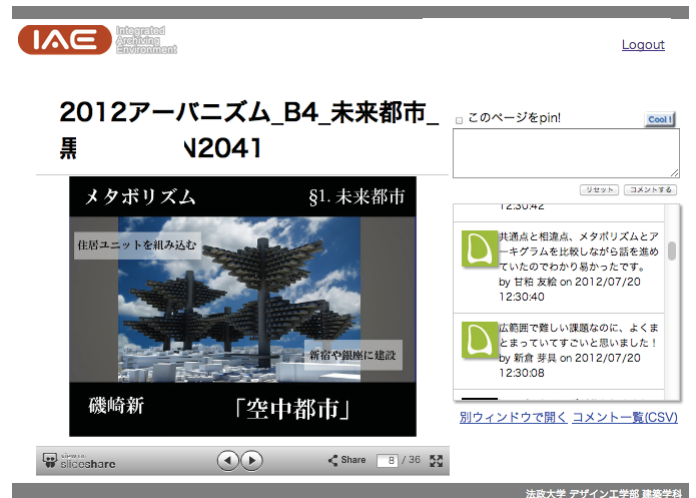 IAE Integrated
Archiving
Environment
Logout
2012アーバニズム_B4_未来都市_
黒 N2041
メタボリズム §1. 未来都市
住居ユニットを組み込む
新宿や銀座に建設
磯崎新 「空中都市」
view on
slideshare
Share 8 / 36
このページをpin!
Cool!
リセット コメントする
12:30:42
共通点と相違点、メタボリズムとア
ーキグラムを比較しながら話を進め
ていたのでわかり易かったです。
by 甘粕 友絵 on 2012/07/20
12:30:40
広範囲で難しい課題なのに、よくま
とまっていてすごいと思いました！
by 新倉 芽具 on 2012/07/20
12:30:08
別ウィンドウで開く コメント一覧(CSV)
法政大学 デザイン工学部 建築学科